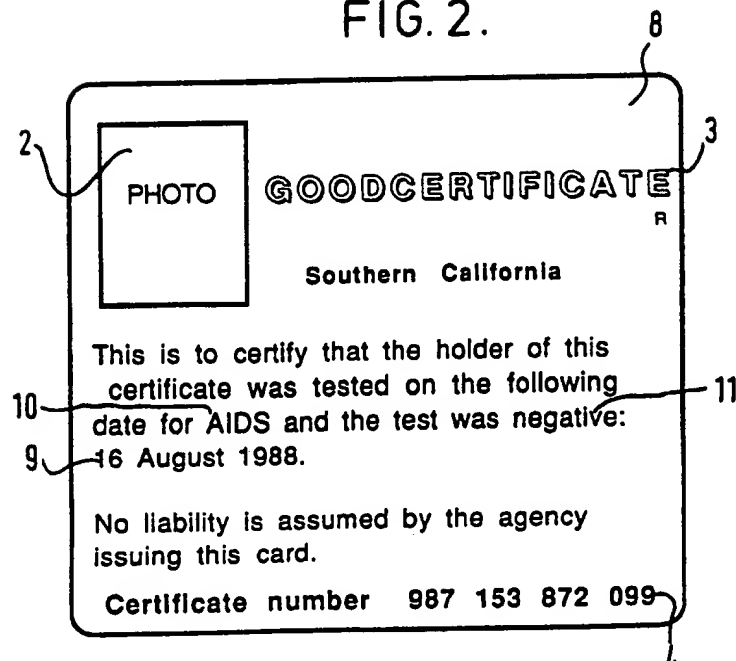 FIG. 2.
8
2
3
PHOTO
GOODCERTIFICATE
R
Southern California
This is to certify that the holder of this
certificate was tested on the following
10
11
date for AIDS and the test was negative:
9
16 August 1988.
No liability is assumed by the agency
issuing this card.
Certificate number 987 153 872 099